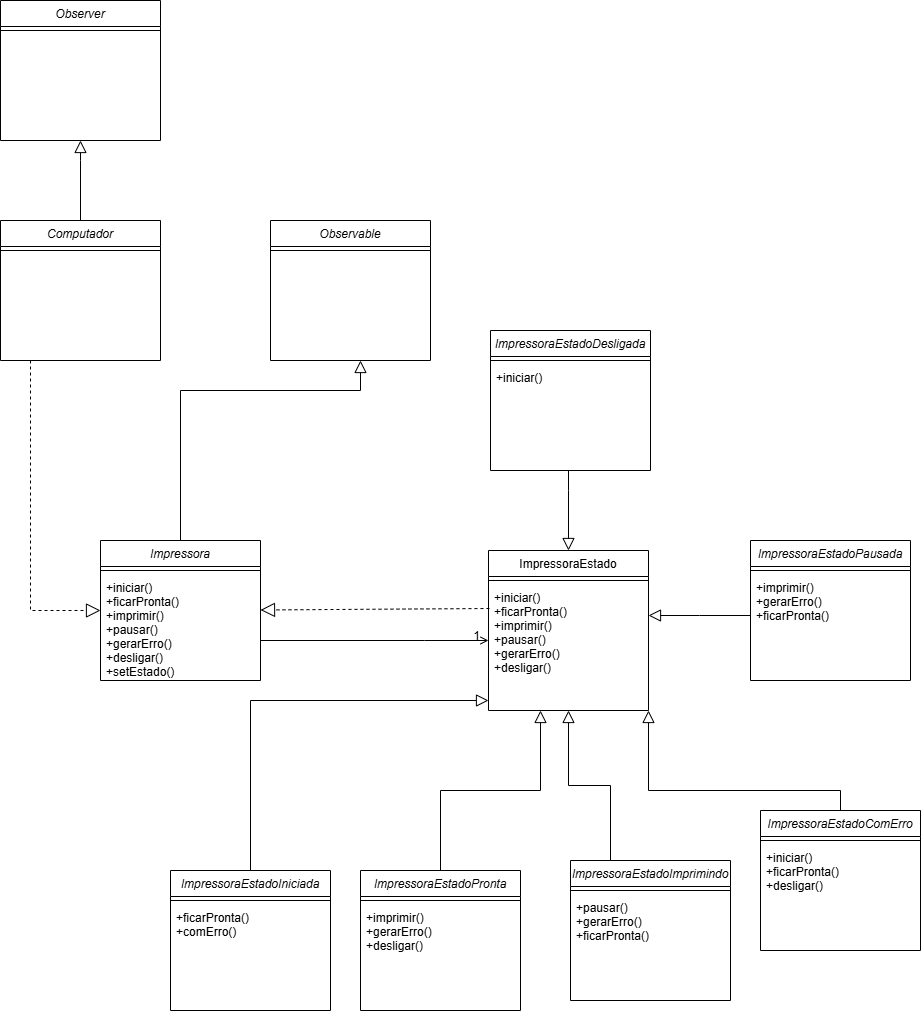 Observer
Computador
Observable
ImpressoraEstadoDesligada
+iniciar()
Impressora
+iniciar()
+ficarPronta()
+imprimir()
+pausar()
+gerarErro()
+desligar()
+setEstado()
1
ImpressoraEstado
+iniciar()
+ficarPronta()
+imprimir()
+pausar()
+gerarErro()
+desligar()
ImpressoraEstadoPausada
+imprimir()
+gerarErro()
+ficarPronta()
ImpressoraEstadoIniciada
+ficarPronta()
+comErro()
ImpressoraEstadoPronta
+imprimir()
+gerarErro()
+desligar()
ImpressoraEstadoImprimindo
+pausar()
+gerarErro()
+ficarPronta()
ImpressoraEstadoComErro
+iniciar()
+ficarPronta()
+desligar()